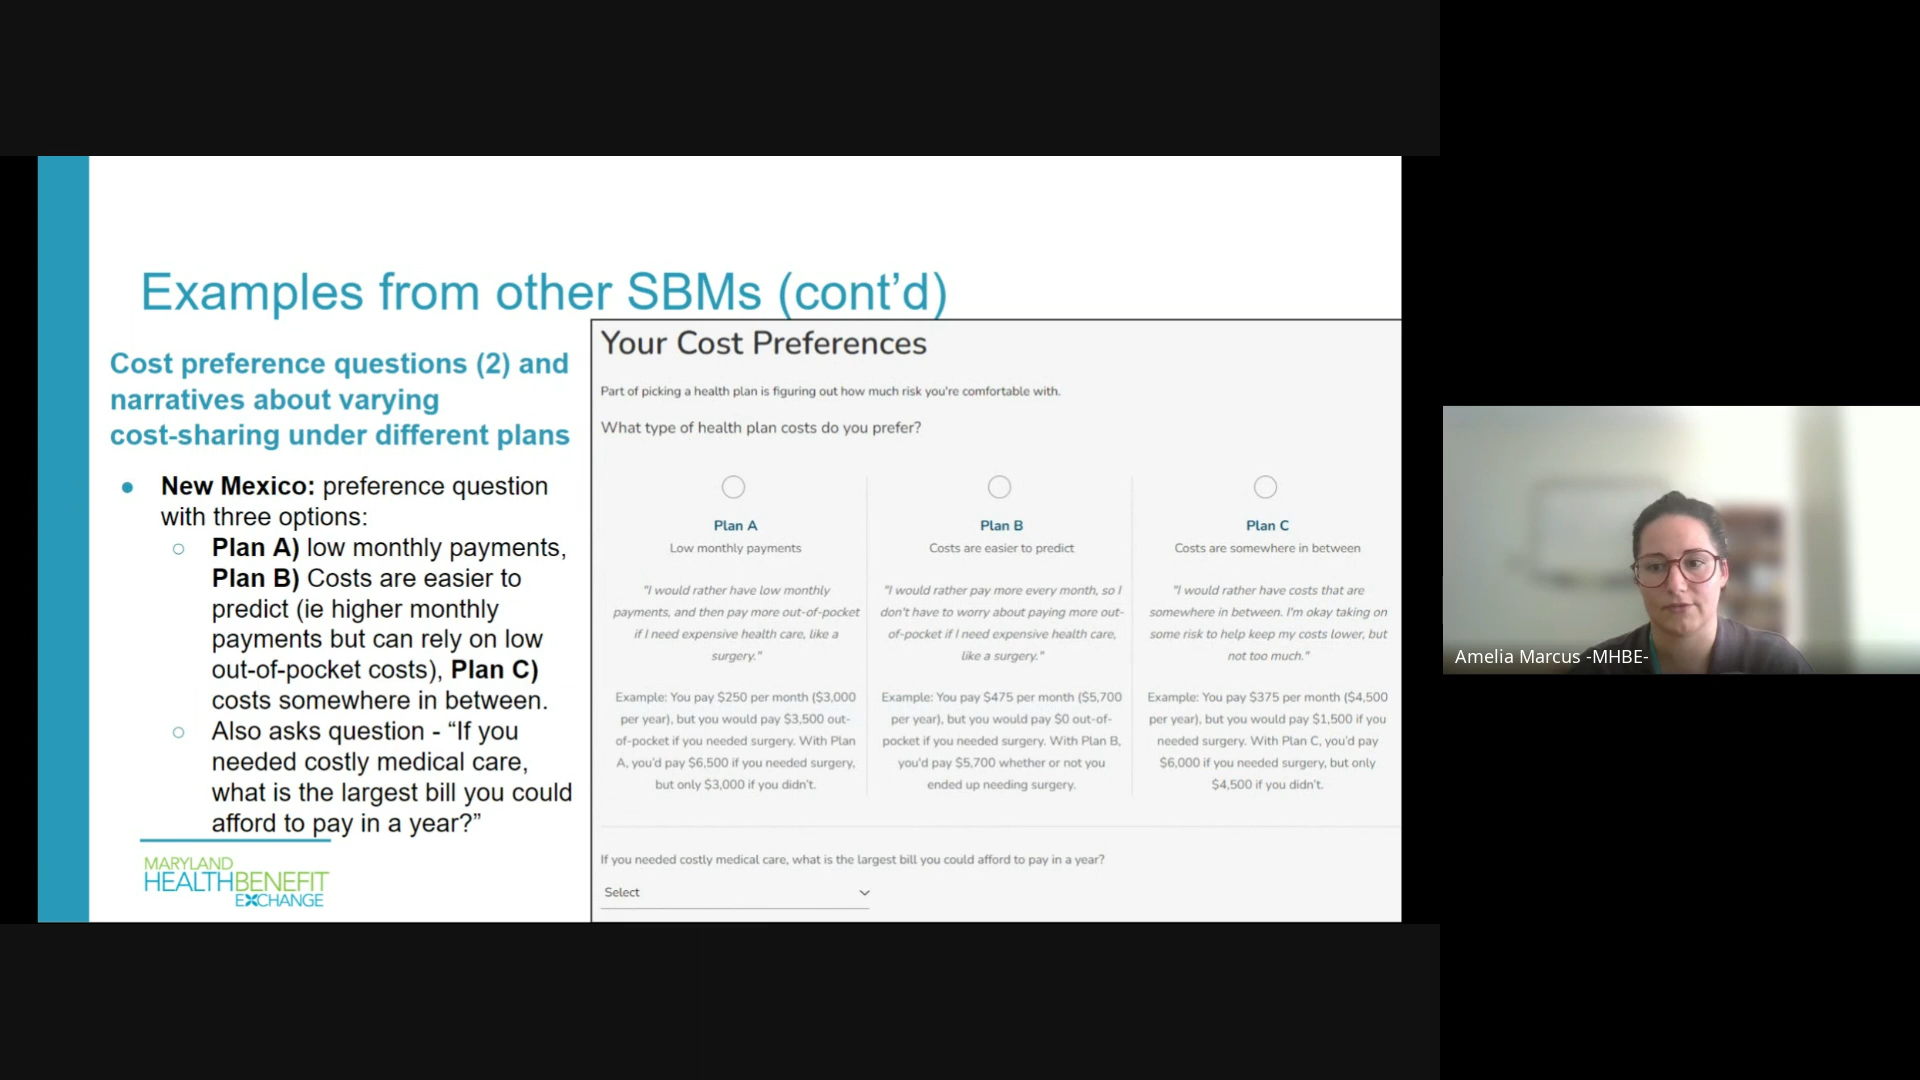 Examples from other SBMs (cont’d)
Cost preference questions (2) and
narratives about varying
cost-sharing under different plans
● New Mexico: preference question
with three options:
○ Plan A) low monthly payments,
Plan B) Costs are easier to
predict (ie higher monthly
payments but can rely on low
out-of-pocket costs), Plan C)
costs somewhere in between.
○ Also asks question - “If you
needed costly medical care,
what is the largest bill you could
afford to pay in a year?”
MARYLAND
HEALTHBENEFIT
EXCHANGE
Your Cost Preferences
Part of picking a health plan is figuring out how much risk you're comfortable with.
What type of health plan costs do you prefer?
Plan A
Low monthly payments
"I would rather have low monthly
payments, and then pay more out-of-pocket
if I need expensive health care, like a
surgery."
Example: You pay $250 per month ($3,000
per year), but you would pay $3,500 out-
of-pocket if you needed surgery. With Plan
A, you'd pay $6,500 if you needed surgery,
but only $3,000 if you didn't.
Plan B
Costs are easier to predict
"I would rather pay more every month, so I
don't have to worry about paying more out-
of-pocket if I need expensive health care,
like a surgery."
Example: You pay $475 per month ($5,700
per year), but you would pay $0 out-of-
pocket if you needed surgery. With Plan B,
you'd pay $5,700 whether or not you
ended up needing surgery.
Plan C
Costs are somewhere in between
"I would rather have costs that are
somewhere in between. I'm okay taking on
some risk to help keep my costs lower, but
not too much."
Example: You pay $375 per month ($4,500
per year), but you would pay $1,500 if you
needed surgery. With Plan C, you'd pay
$6,000 if you needed surgery, but only
$4,500 if you didn't.
If you needed costly medical care, what is the largest bill you could afford to pay in a year?
Select
Amelia Marcus -MHBE-